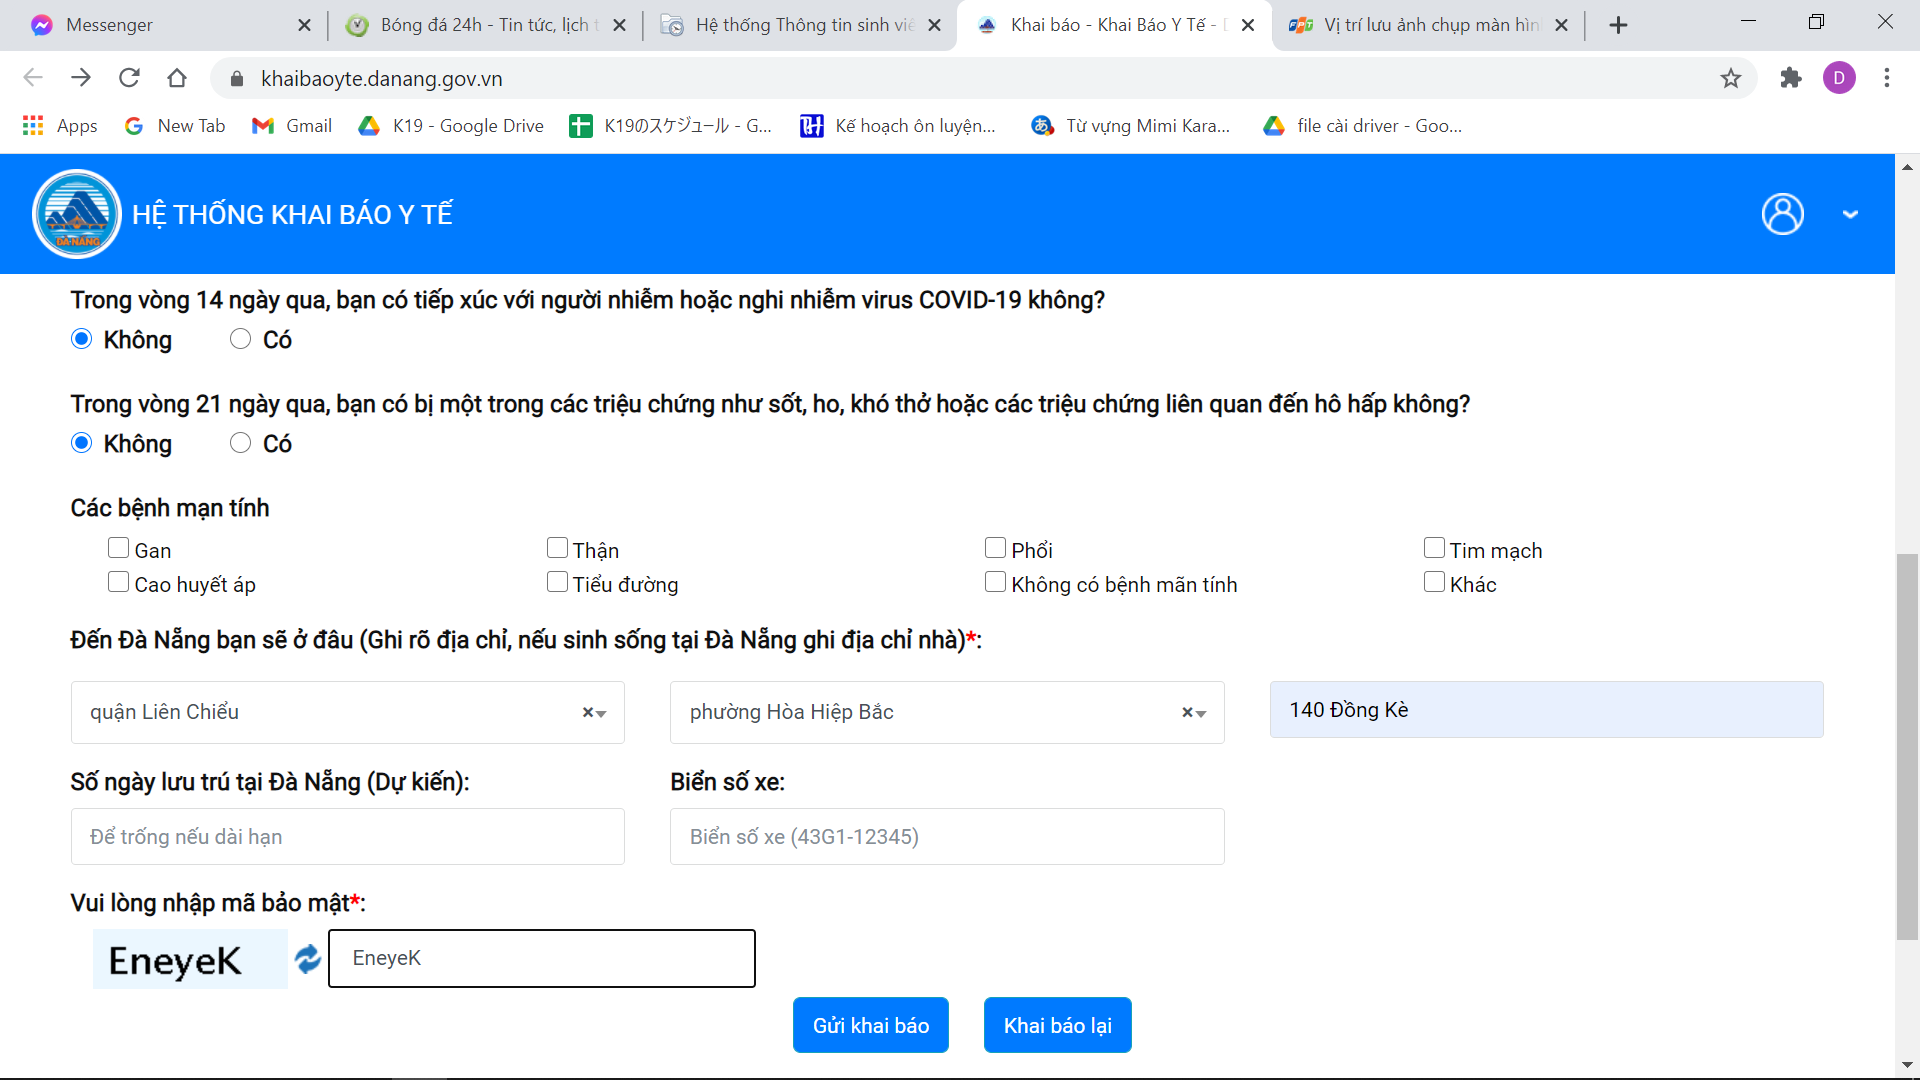 Messenger
Bóng đá 24h - Tin tức, lịch t
Hệ thống Thông tin sinh viê
Khai báo - Khai Báo Y Tế - D
Vị trí lưu ảnh chụp màn hìn
khaibaoyte.danang.gov.vn
D
Apps
New Tab
Gmail
K19 - Google Drive
K19のスケジュール - G...
Kế hoạch ôn luyện...
Từ vựng Mimi Kara...
file cài driver - Goo...
ĐÀ NẴNG
HỆ THỐNG KHAI BÁO Y TẾ
Trong vòng 14 ngày qua, bạn có tiếp xúc với người nhiễm hoặc nghi nhiễm virus COVID-19 không?
Không Có
Trong vòng 21 ngày qua, bạn có bị một trong các triệu chứng như sốt, ho, khó thở hoặc các triệu chứng liên quan đến hô hấp không?
Không Có
Các bệnh mạn tính
Gan Thận Phổi Tim mạch
Cao huyết áp Tiểu đường Không có bệnh mãn tính Khác
Đến Đà Nẵng bạn sẽ ở đâu (Ghi rõ địa chỉ, nếu sinh sống tại Đà Nẵng ghi địa chỉ nhà)*:
quận Liên Chiểu × phường Hòa Hiệp Bắc × 140 Đồng Kè
Số ngày lưu trú tại Đà Nẵng (Dự kiến): Biển số xe:
Để trống nếu dài hạn Biển số xe (43G1-12345)
Vui lòng nhập mã bảo mật*:
EneyeK EneyeK
Gửi khai báo Khai báo lại